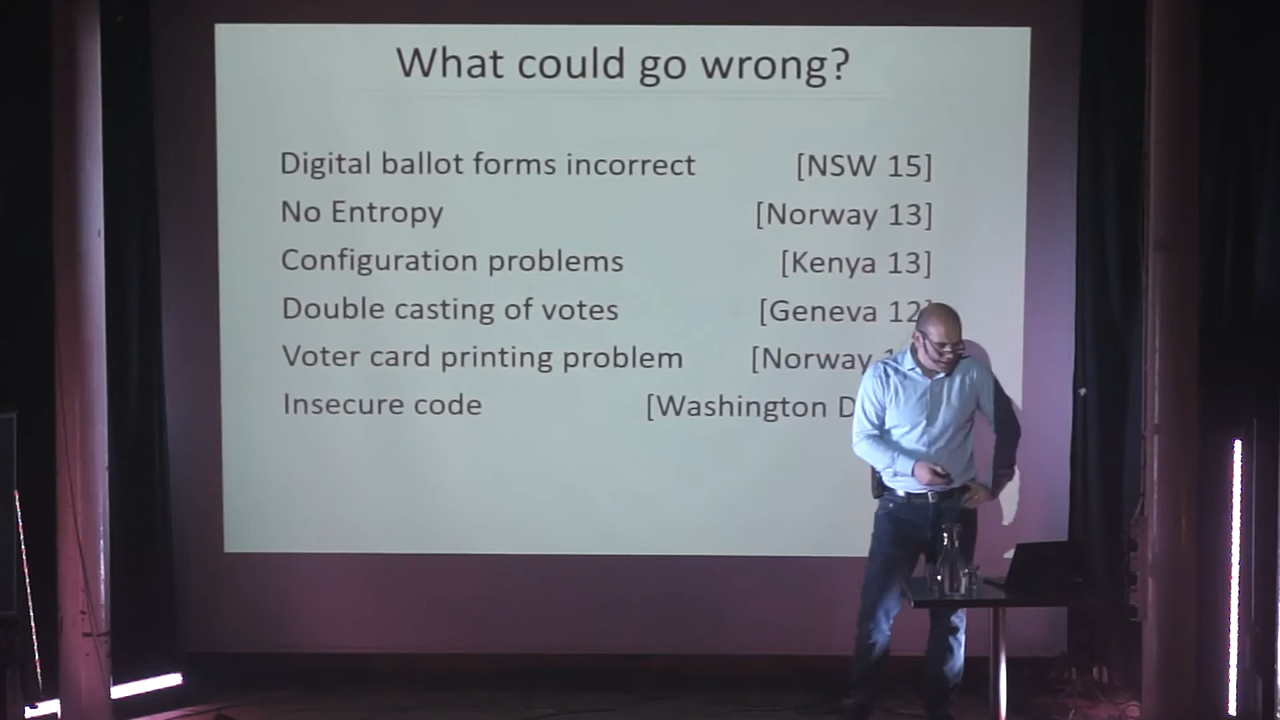 What could go wrong?
Digital ballot forms incorrect [NSW 15]
No Entropy [Norway 13]
Configuration problems [Kenya 13]
Double casting of votes [Geneva 12]
Voter card printing problem [Norway
Insecure code [Washington